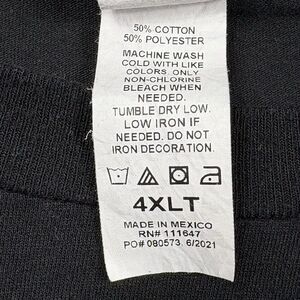 50% COTTON
50% POLYESTER
MACHINE WASH
COLD WITH LIKE
COLORS. ONLY
NON-CHLORINE
BLEACH WHEN
NEEDED.
TUMBLE DRY LOW.
LOW IRON IF
NEEDED. DO NOT
IRON DECORATION.
4XLT
MADE IN MEXICO
RN# 111647
PO# 080573 6/2021